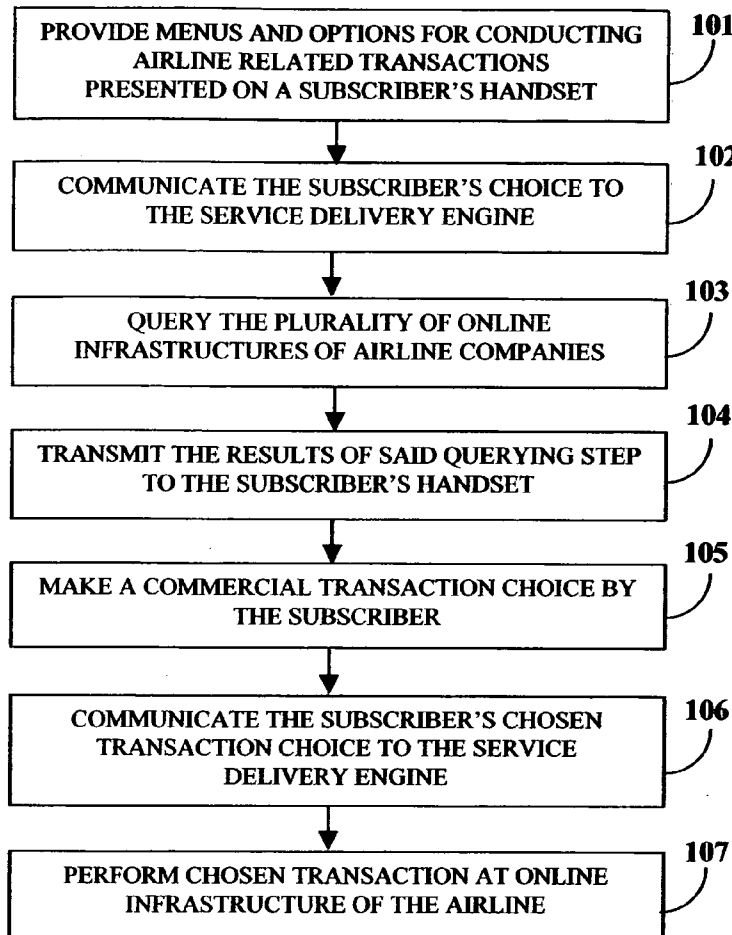 PROVIDE MENUS AND OPTIONS FOR CONDUCTING
AIRLINE RELATED TRANSACTIONS
PRESENTED ON A SUBSCRIBER'S HANDSET
101
COMMUNICATE THE SUBSCRIBER'S CHOICE TO
THE SERVICE DELIVERY ENGINE
102
QUERY THE PLURALITY OF ONLINE
INFRASTRUCTURES OF AIRLINE COMPANIES
103
TRANSMIT THE RESULTS OF SAID QUERYING STEP
TO THE SUBSCRIBER'S HANDSET
104
MAKE A COMMERCIAL TRANSACTION CHOICE BY
THE SUBSCRIBER
105
COMMUNICATE THE SUBSCRIBER'S CHOSEN
TRANSACTION CHOICE TO THE SERVICE
DELIVERY ENGINE
106
PERFORM CHOSEN TRANSACTION AT ONLINE
INFRASTRUCTURE OF THE AIRLINE
107